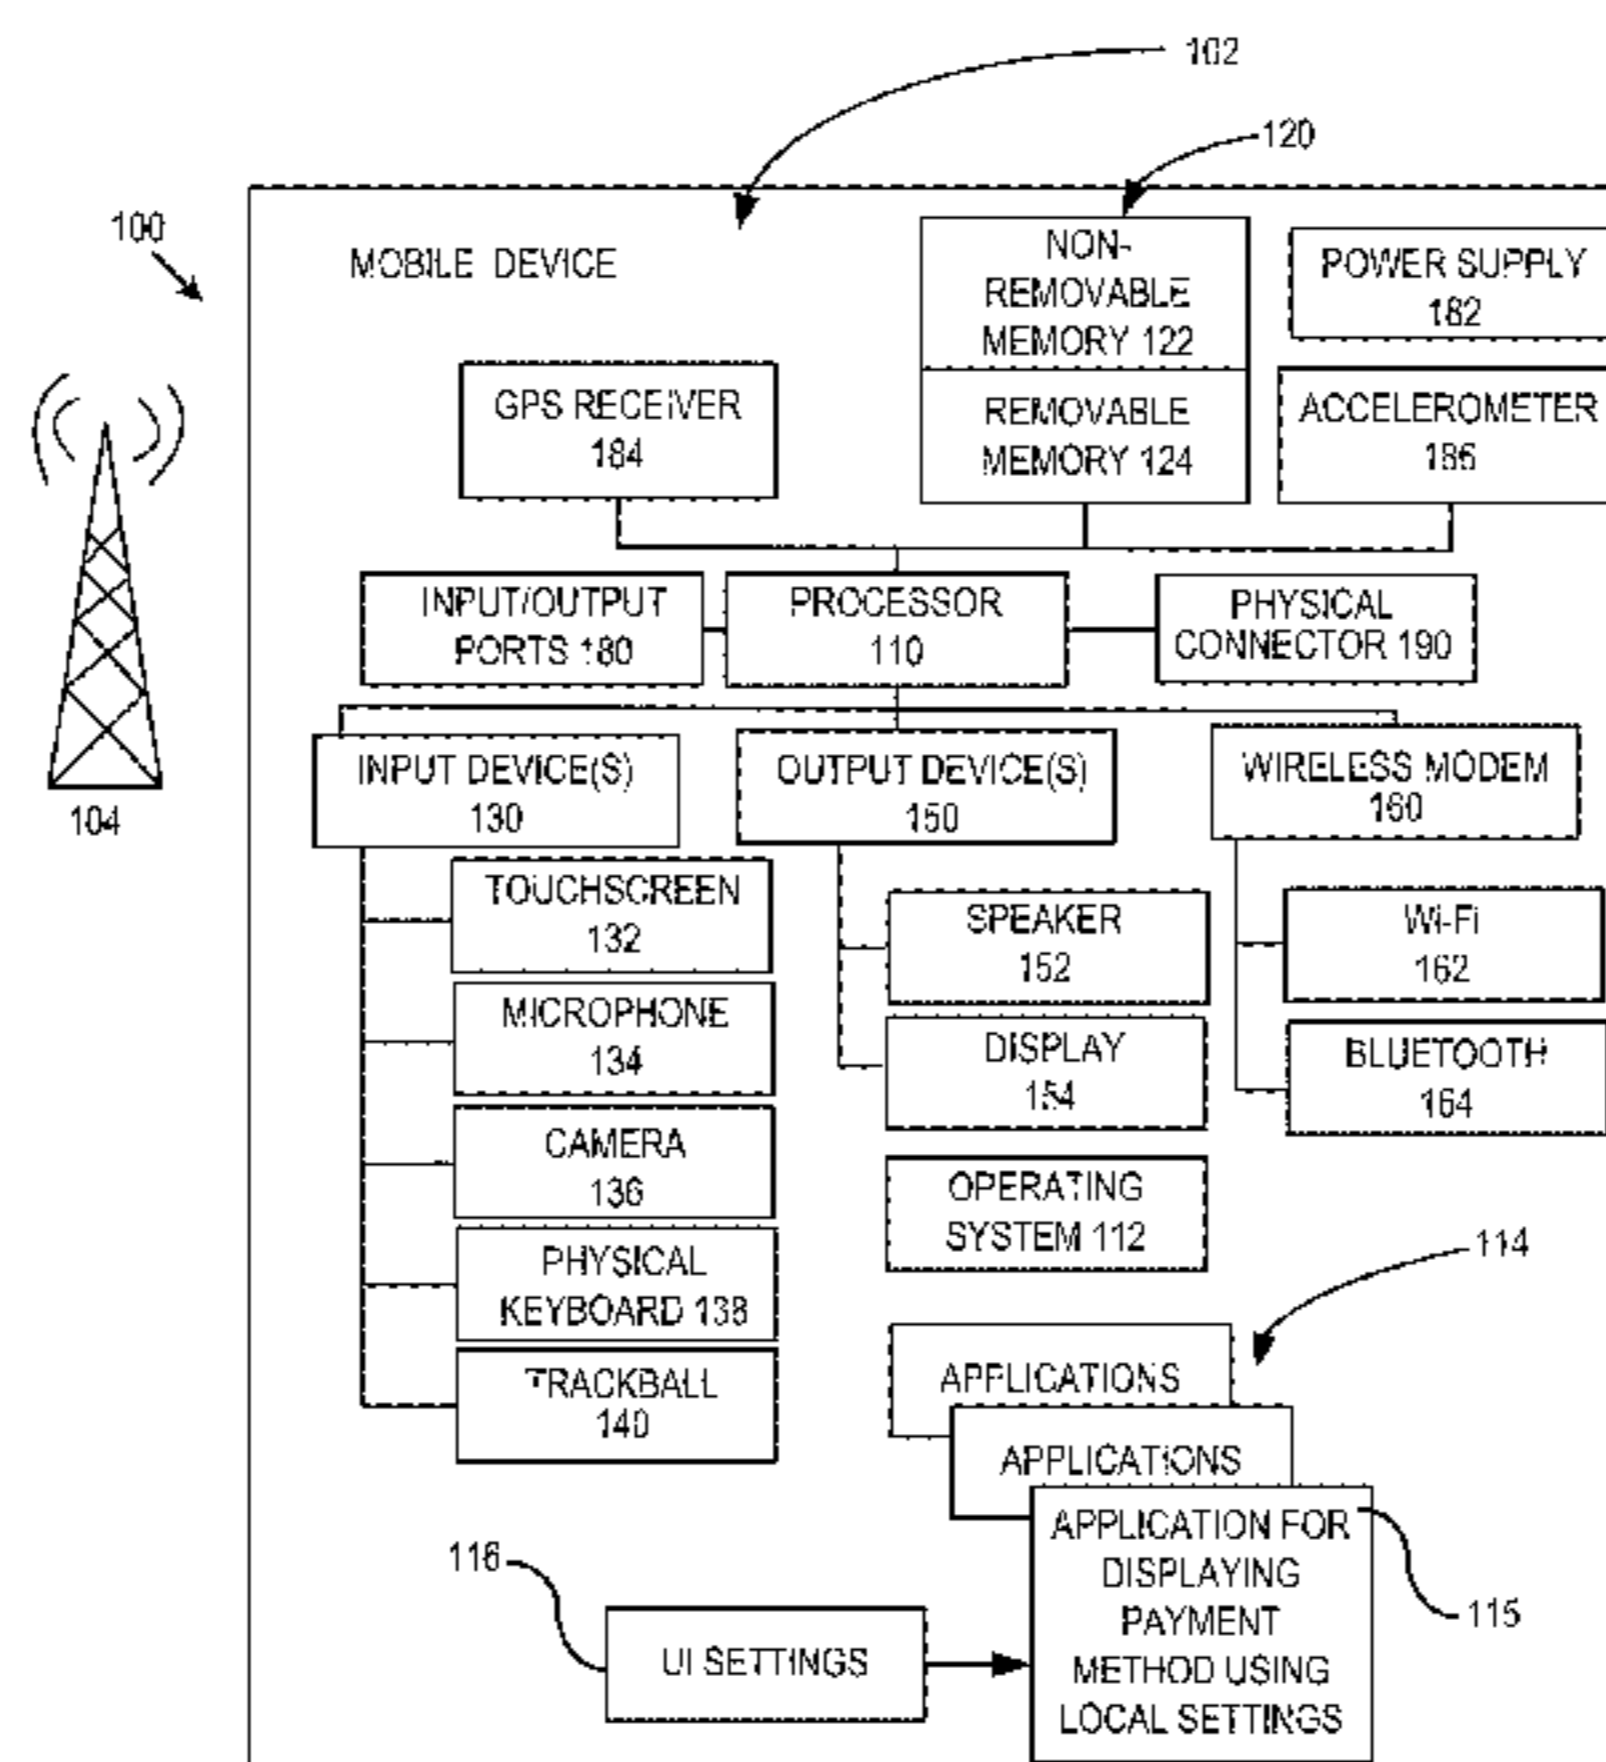 102
120
100
MOBILE DEVICE
NON-
REMOVABLE
MEMORY 122
POWER SUPPLY
182
GPS RECEIVER
184
REMOVABLE
MEMORY 124
ACCELEROMETER
186
INPUT/OUTPUT
PORTS 180
PROCESSOR
110
PHYSICAL
CONNECTOR 190
104
INPUT DEVICE(S)
130
OUTPUT DEVICE(S)
150
WIRELESS MODEM
160
TOUCHSCREEN
132
SPEAKER
152
Wi-Fi
162
MICROPHONE
134
DISPLAY
154
BLUETOOTH
164
CAMERA
136
OPERATING
SYSTEM 112
PHYSICAL
KEYBOARD 138
114
TRACKBALL
140
APPLICATIONS
APPLICATIONS
APPLICATION FOR
DISPLAYING
PAYMENT
METHOD USING
LOCAL SETTINGS
115
116
UI SETTINGS